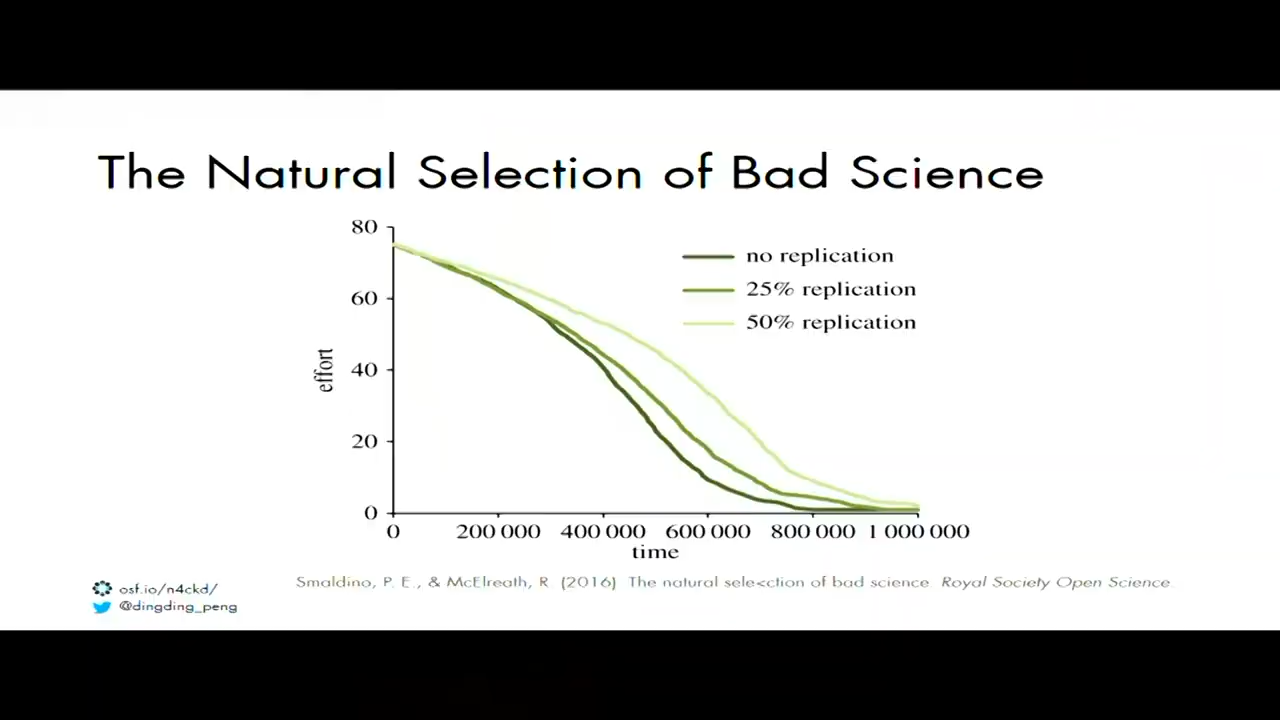 The Natural Selection of Bad Science
80
60
40
20
0
effort
no replication
25% replication
50% replication
0 200 000 400 000 600 000 800 000 1 000 000
time
Smaldino, P. E., & McElreath, R. (2016) The natural sele<ction of bad science. Royal Society Open Science.
osf.io/n4ckd/
@dingding_peng